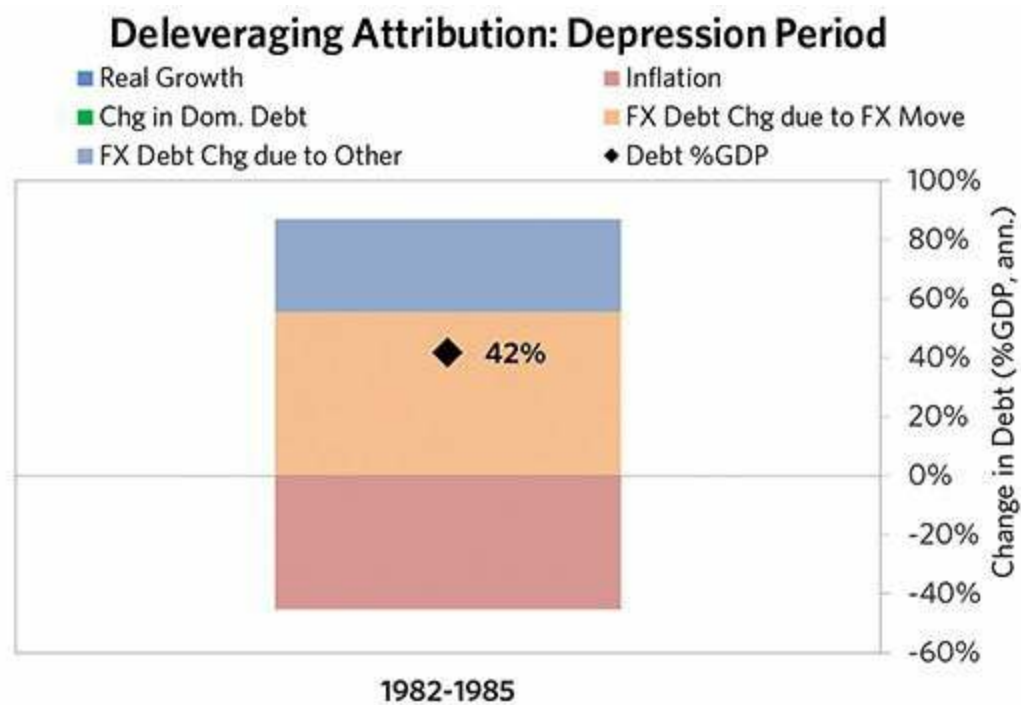 Deleveraging Attribution: Depression Period
Real Growth
Inflation
Chg in Dom. Debt
FX Debt Chg due to FX Move
FX Debt Chg due to Other
Debt %GDP
100%
80%
60%
40%
20%
0%
-20%
-40%
-60%
Change in Debt (%GDP, ann.)
42%
1982-1985